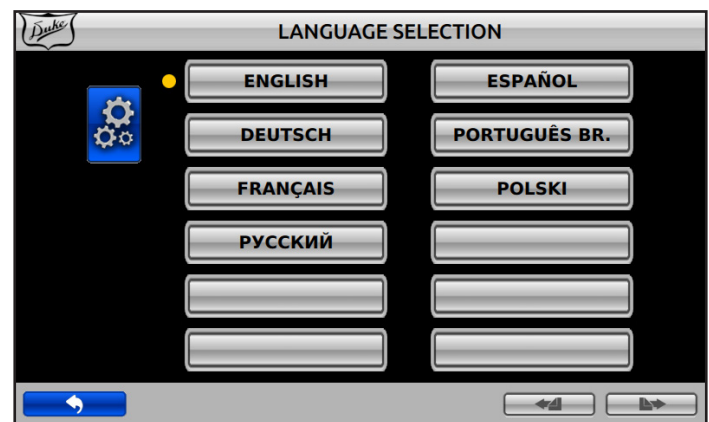 Duke
LANGUAGE SELECTION
ENGLISH
ESPAÑOL
DEUTSCH
PORTUGUÊS BR.
FRANÇAIS
POLSKI
РУССКИЙ